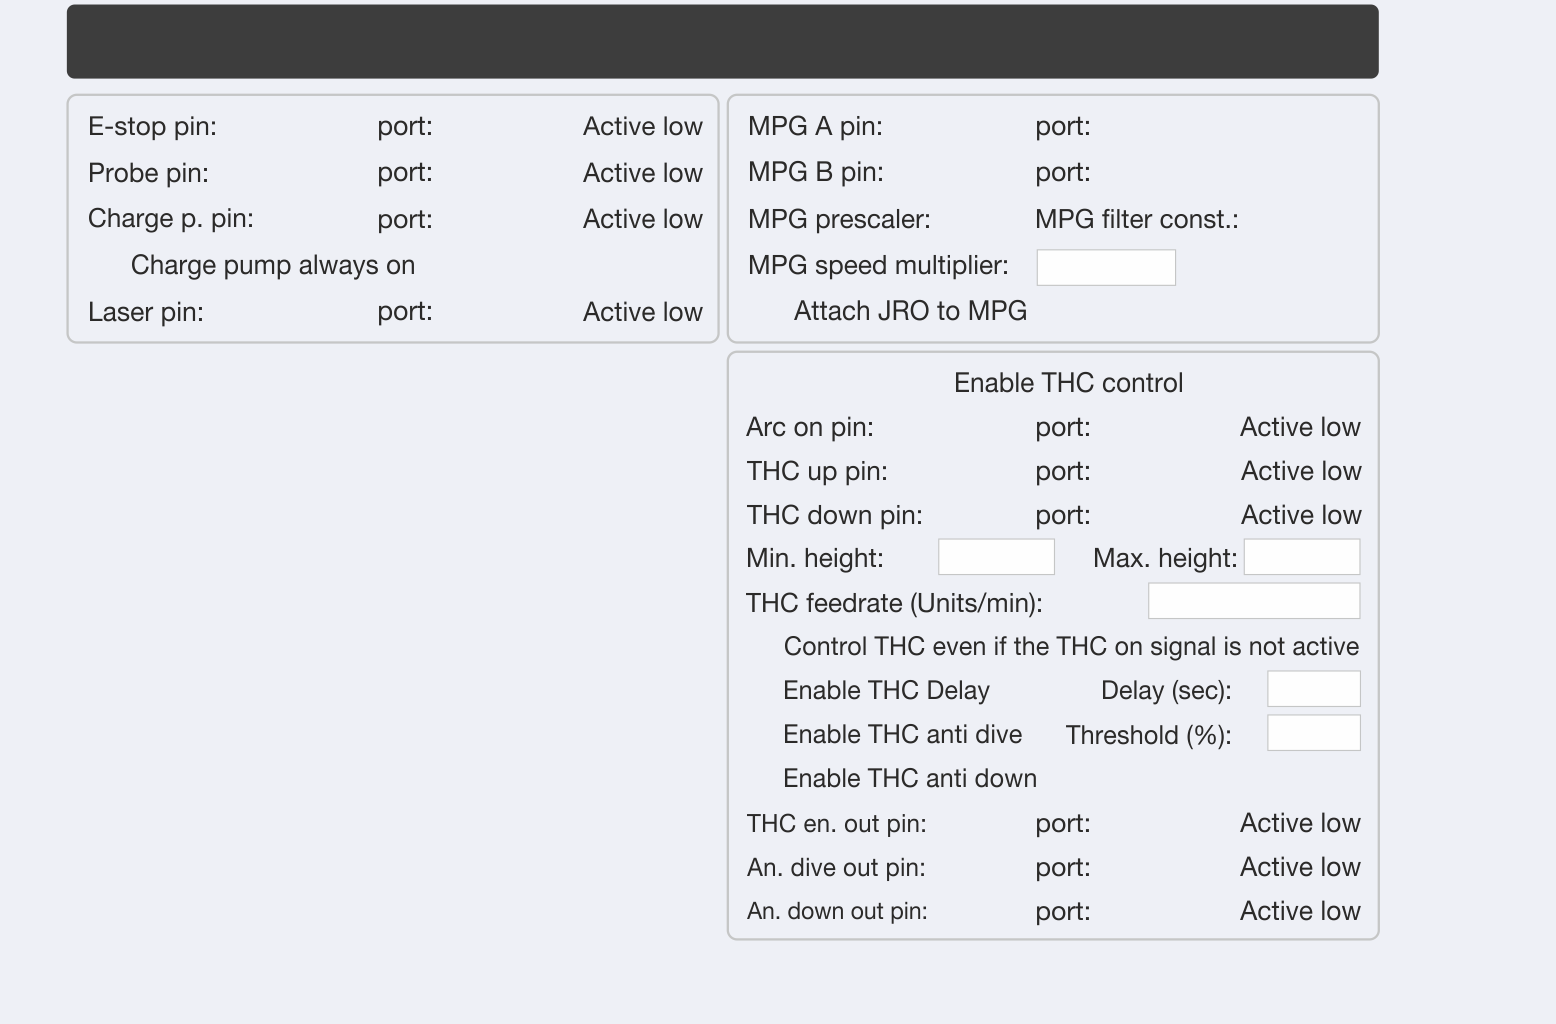 E-stop pin: port: Active low
Probe pin: port: Active low
Charge p. pin: port: Active low
Charge pump always on
Laser pin: port: Active low
MPG A pin: port:
MPG B pin: port:
MPG prescaler: MPG filter const.:
MPG speed multiplier:
Attach JRO to MPG
Enable THC control
Arc on pin: port: Active low
THC up pin: port: Active low
THC down pin: port: Active low
Min. height: Max. height:
THC feedrate (Units/min):
Control THC even if the THC on signal is not active
Enable THC Delay Delay (sec):
Enable THC anti dive Threshold (%):
Enable THC anti down
THC en. out pin: port: Active low
An. dive out pin: port: Active low
An. down out pin: port: Active low